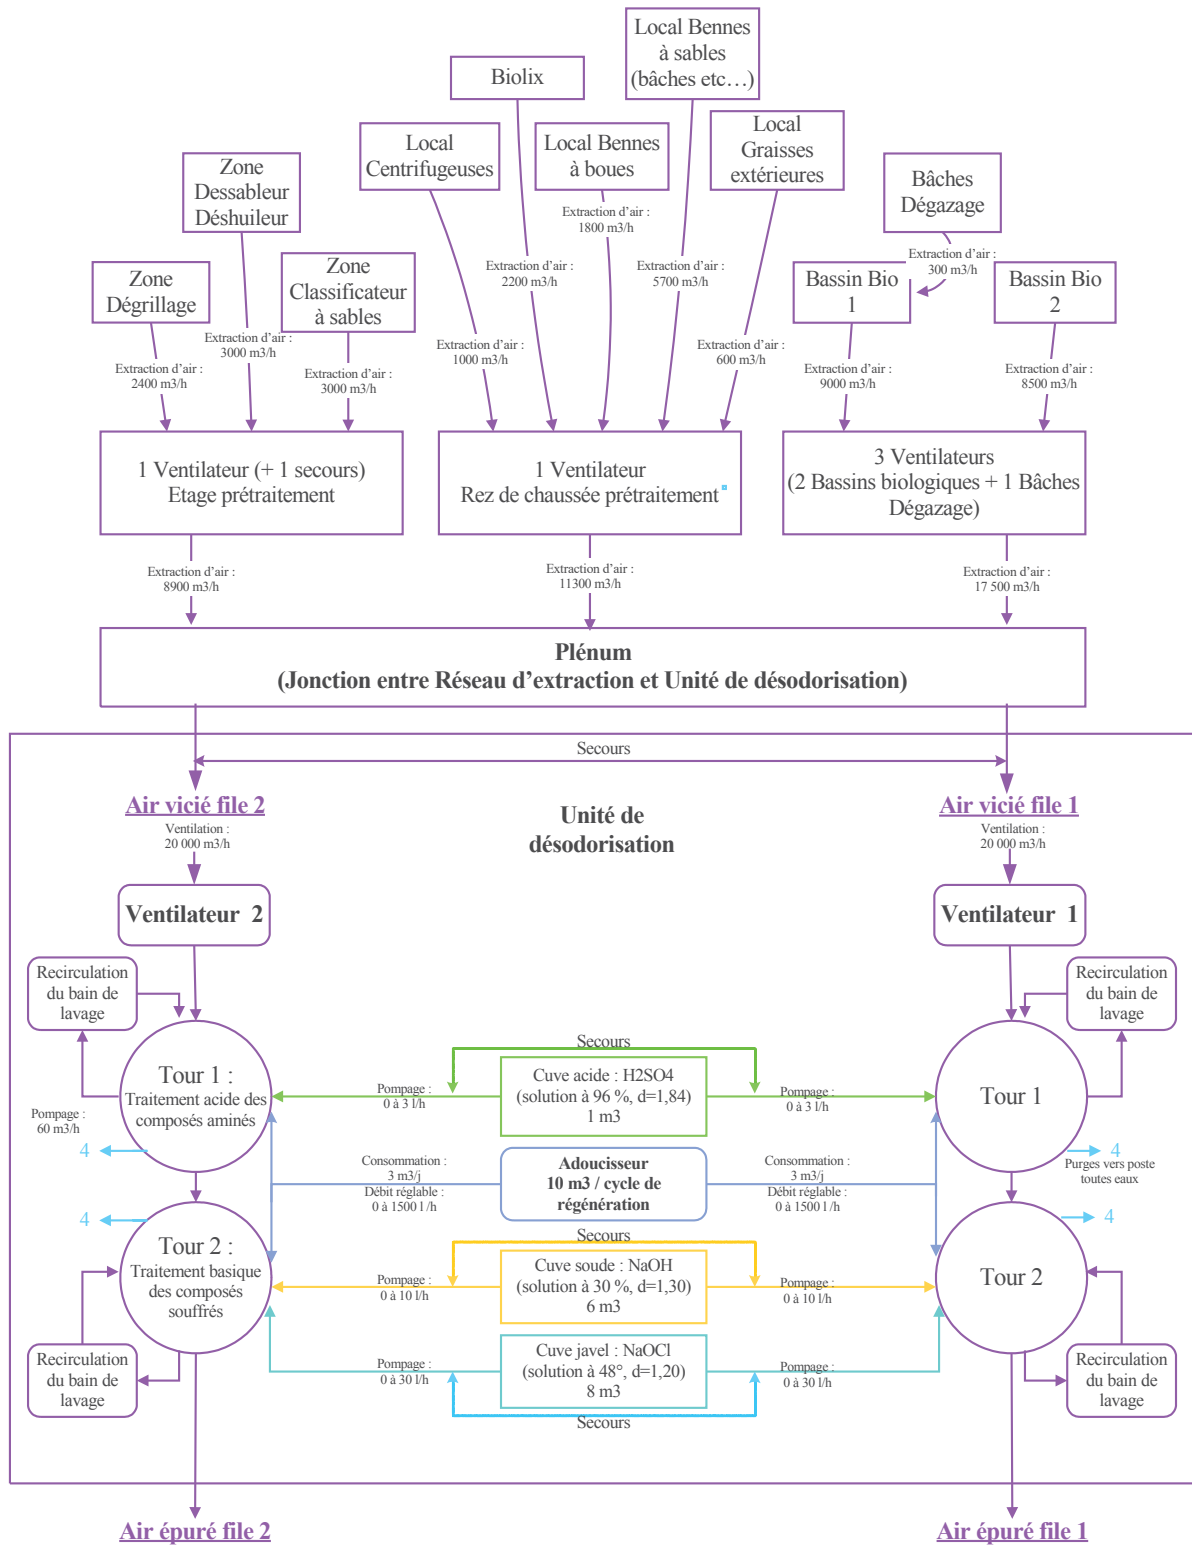 Local Bennes
à sables
(bâches etc…)
Biolix
Local
Centrifugeuses
Local Bennes
à boues
Local
Graisses
extérieures
Zone
Dessableur
Déshuileur
Bâches
Dégazage
Zone
Dégrillage
Zone
Classificateur
à sables
Bassin Bio
1
Bassin Bio
2
Extraction d’air :
1800 m3/h
Extraction d’air :
300 m3/h
Extraction d’air :
2200 m3/h
Extraction d’air :
5700 m3/h
Extraction d’air :
3000 m3/h
Extraction d’air :
1000 m3/h
Extraction d’air :
600 m3/h
Extraction d’air :
2400 m3/h
Extraction d’air :
3000 m3/h
Extraction d’air :
9000 m3/h
Extraction d’air :
8500 m3/h
1 Ventilateur (+ 1 secours)
Etage prétraitement
1 Ventilateur
Rez de chaussée prétraitement
3 Ventilateurs
(2 Bassins biologiques + 1 Bâches
Dégazage)
Extraction d’air :
8900 m3/h
Extraction d’air :
11300 m3/h
Extraction d’air :
17 500 m3/h
Plénum
(Jonction entre Réseau d’extraction et Unité de désodorisation)
Secours
Air vicié file 2
Air vicié file 1
Unité de
désodorisation
Ventilation :
20 000 m3/h
Ventilation :
20 000 m3/h
Ventilateur 2
Ventilateur 1
Recirculation
du bain de
lavage
Recirculation
du bain de
lavage
Secours
Tour 1 :
Traitement acide des
composés aminés
Pompage :
0 à 3 l/h
Cuve acide : H2SO4
(solution à 96 %, d=1,84)
1 m3
Pompage :
0 à 3 l/h
Tour 1
Pompage :
60 m3/h
4
4
Purges vers poste
toutes eaux
Consommation :
3 m3/j
Débit réglable :
0 à 1500 l /h
Adoucisseur
10 m3 / cycle de
régénération
Consommation :
3 m3/j
Débit réglable :
0 à 1500 l /h
4
4
Secours
Tour 2 :
Traitement basique
des composés
souffrés
Pompage :
0 à 10 l/h
Cuve soude : NaOH
(solution à 30 %, d=1,30)
6 m3
Pompage :
0 à 10 l/h
Tour 2
Recirculation
du bain de
lavage
Pompage :
0 à 30 l/h
Cuve javel : NaOCl
(solution à 48°, d=1,20)
8 m3
Pompage :
0 à 30 l/h
Recirculation
du bain de
lavage
Secours
Air épuré file 2
Air épuré file 1